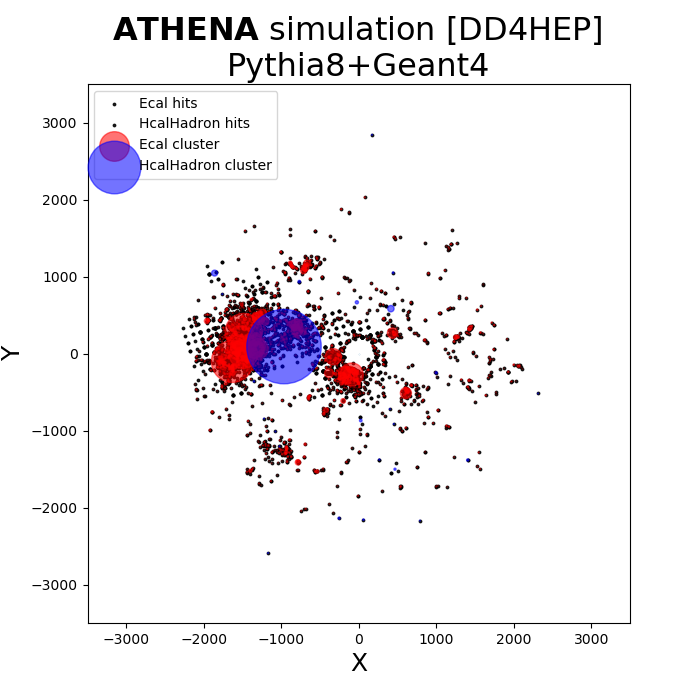 ATHENA simulation [DD4HEP]
Pythia8+Geant4
Ecal hits
HcalHadron hits
Ecal cluster
HcalHadron cluster
3000
2000
1000
0
−1000
−2000
−3000
Y
−3000 −2000 −1000 0 1000 2000 3000
X